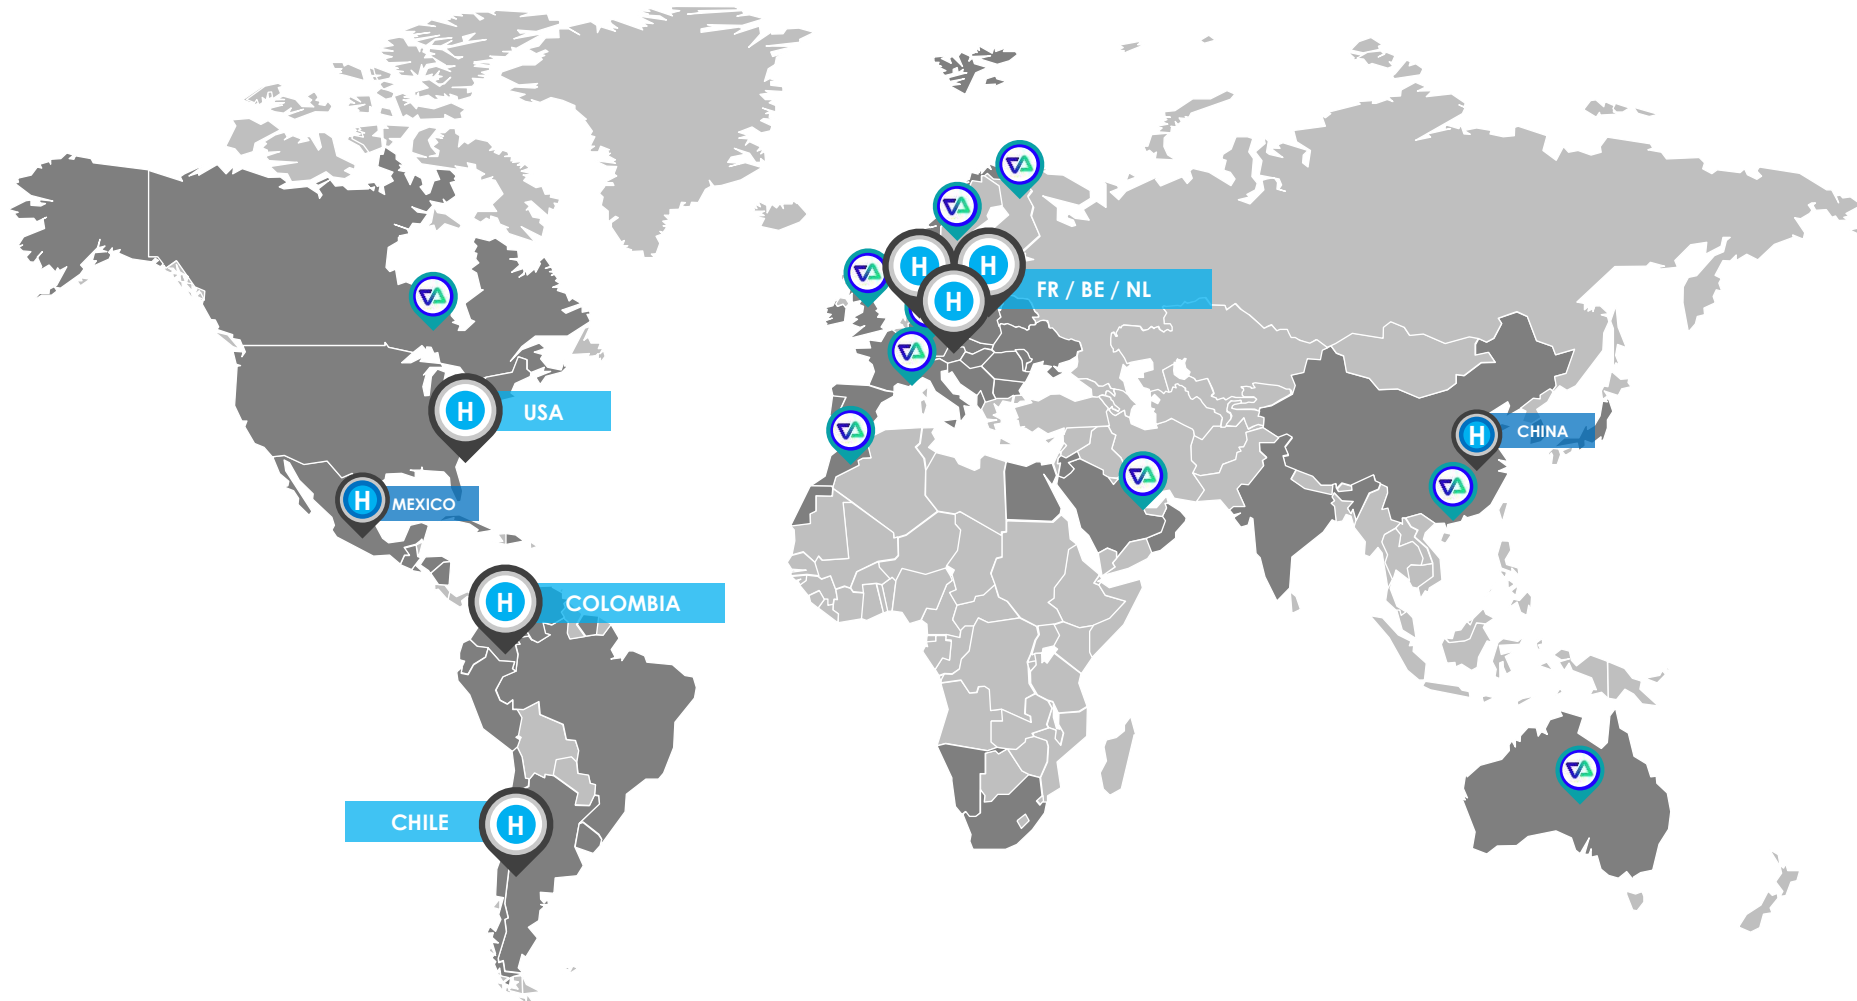 H
H
H
FR / BE / NL
H
USA
H
CHINA
H
MEXICO
H
COLOMBIA
CHILE
H